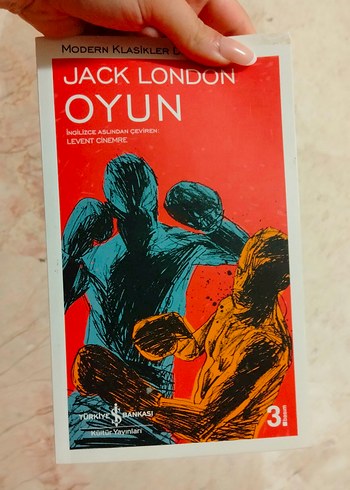 MODERN KLASİKLER
JACK LONDON
OYUN
İNGİLİZCE ASLINDAN ÇEVİREN:
LEVENT CİNEMRE
TÜRKİYE İŞ BANKASI
Kültür Yayınları
3.
Basım